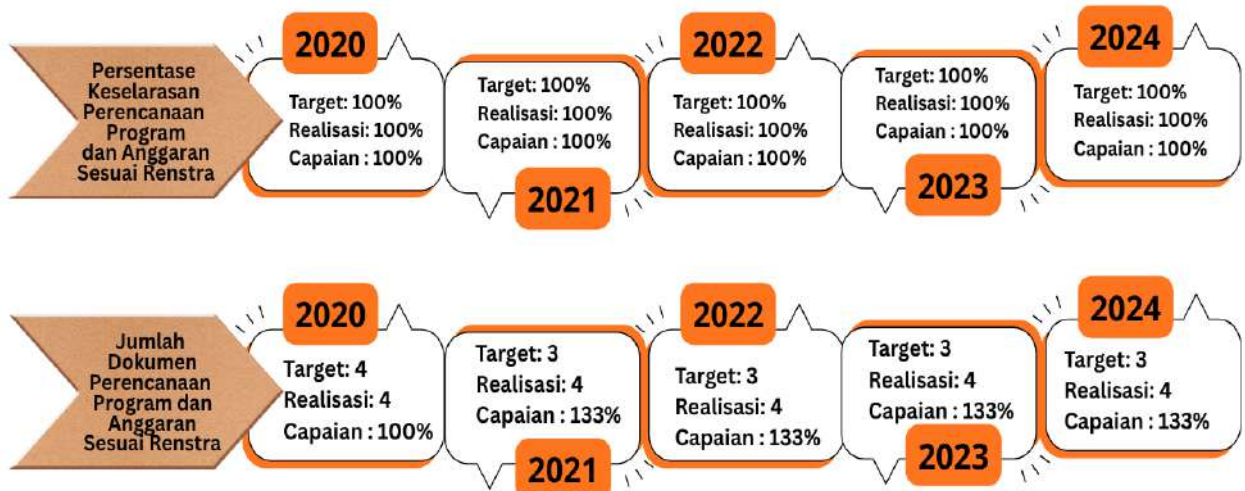 Persentase
Keselarasan
Perencanaan
Program
dan Anggaran
Sesuai Renstra
2020
Target: 100%
Realisasi: 100%
Capaian : 100%
Target: 100%
Realisasi: 100%
Capaian : 100%
2021
2022
Target: 100%
Realisasi: 100%
Capaian : 100%
Target: 100%
Realisasi: 100%
Capaian : 100%
2023
2024
Target: 100%
Realisasi: 100%
Capaian : 100%
Jumlah
Dokumen
Perencanaan
Program dan
Anggaran
Sesuai Renstra
2020
Target: 4
Realisasi: 4
Capaian : 100%
Target: 3
Realisasi: 4
Capaian : 133%
2021
2022
Target: 3
Realisasi: 4
Capaian : 133%
Target: 3
Realisasi: 4
Capaian : 133%
2023
2024
Target: 3
Realisasi: 4
Capaian : 133%